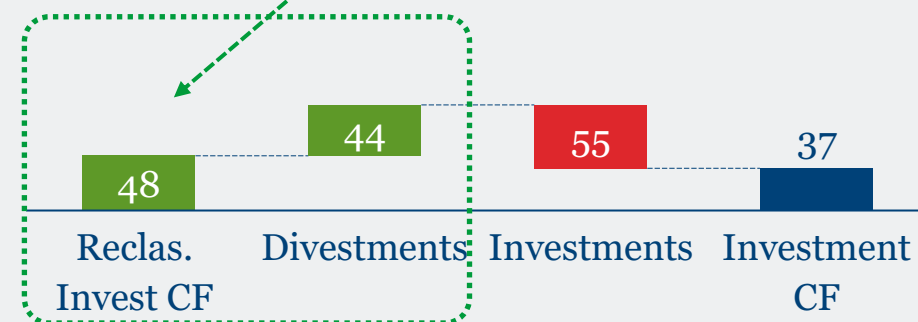 48
44
55
37
Reclas.
Invest CF
Divestments
Investments
Investment
CF